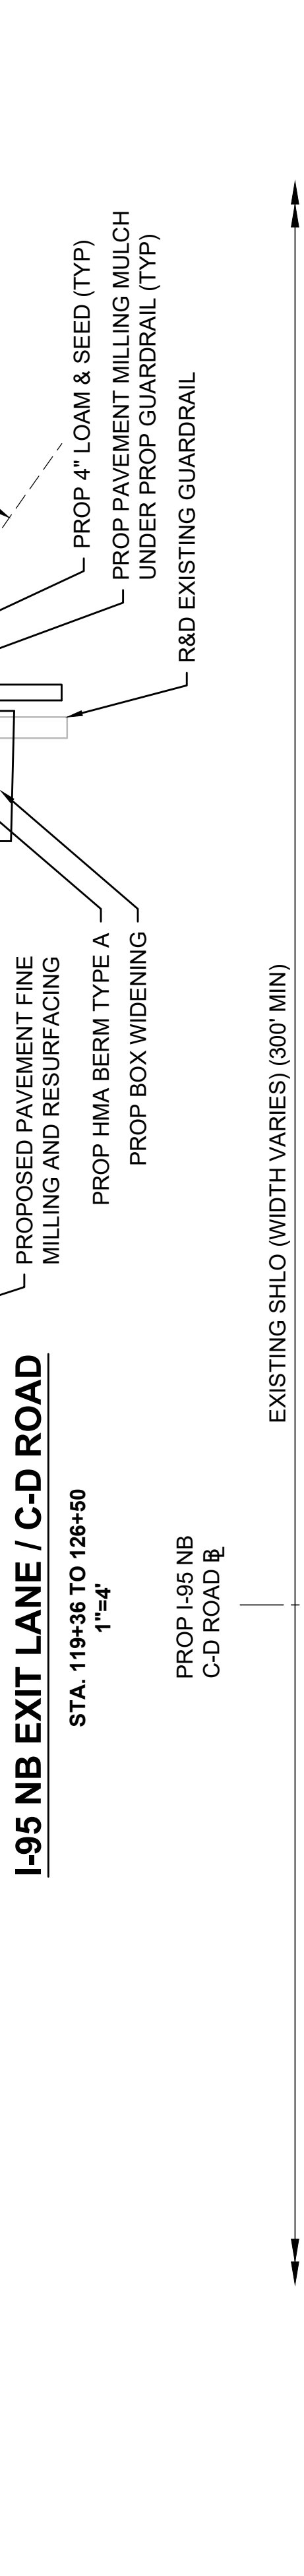 PROP 4" LOAM & SEED (TYP)
PROP PAVEMENT MILLING MULCH
UNDER PROP GUARDRAIL (TYP)
R&D EXISTING GUARDRAIL
PROPOSED PAVEMENT FINE
MILLING AND RESURFACING
PROP HMA BERM TYPE A
PROP BOX WIDENING
I-95 NB EXIT LANE / C-D ROAD
STA. 119+36 TO 126+50
1"=4'
PROP I-95 NB
C-D ROAD BL
EXISTING SHLO (WIDTH VARIES) (300' MIN)